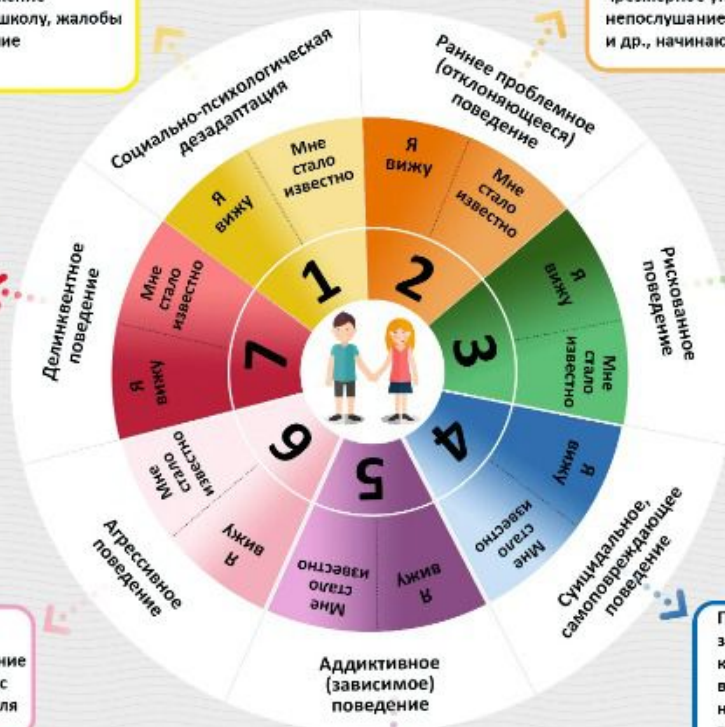 школу, жалобы
ние
непослушание
и др., начинаю
Социально-психологическая
дезадаптация
Раннее проблемное
(отклоняющееся)
поведение
Рискованное
поведение
Суицидальное,
самоповреждающее
поведение
Аддиктивное
(зависимое)
поведение
Агрессивное
поведение
Делинквентное
поведение
Я
вижу
Мне
стало
известно
1
Я
вижу
Мне
стало
известно
2
Я
вижу
Мне
стало
известно
3
Я
вижу
Мне
стало
известно
4
Я
вижу
Мне
стало
известно
5
Я
вижу
Мне
стало
известно
6
Я
вижу
Мне
стало
известно
7
ние
с
ля
П
з
к
в
н